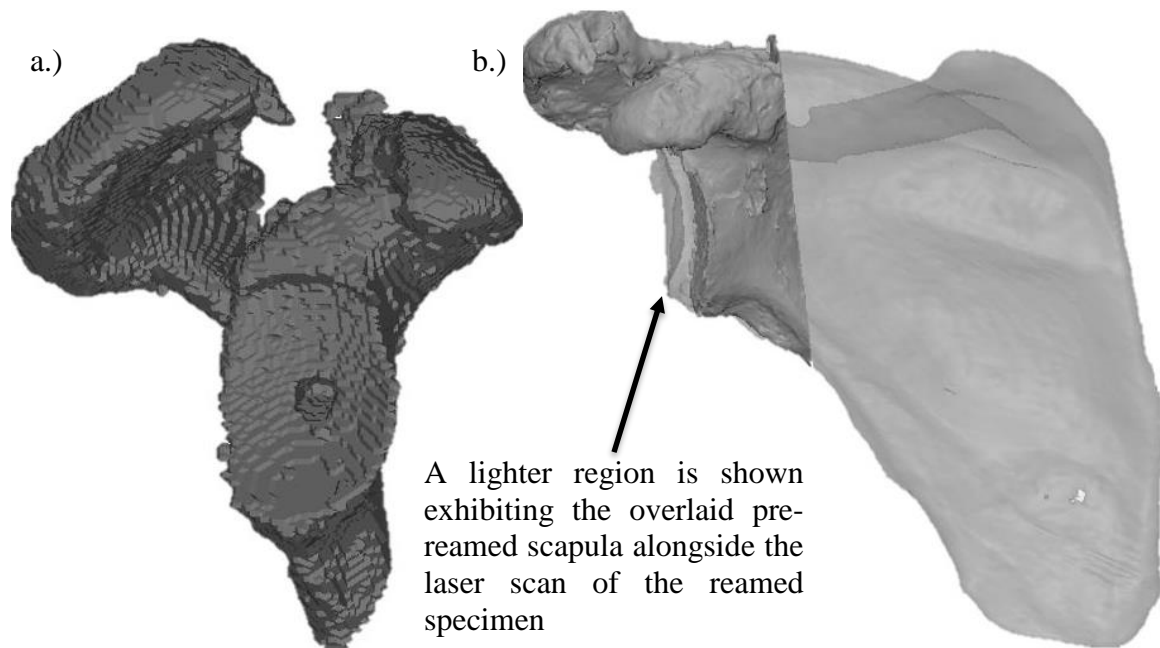 a.)
b.)
A lighter region is shown
exhibiting the overlaid pre-
reamed scapula alongside the
laser scan of the reamed
specimen